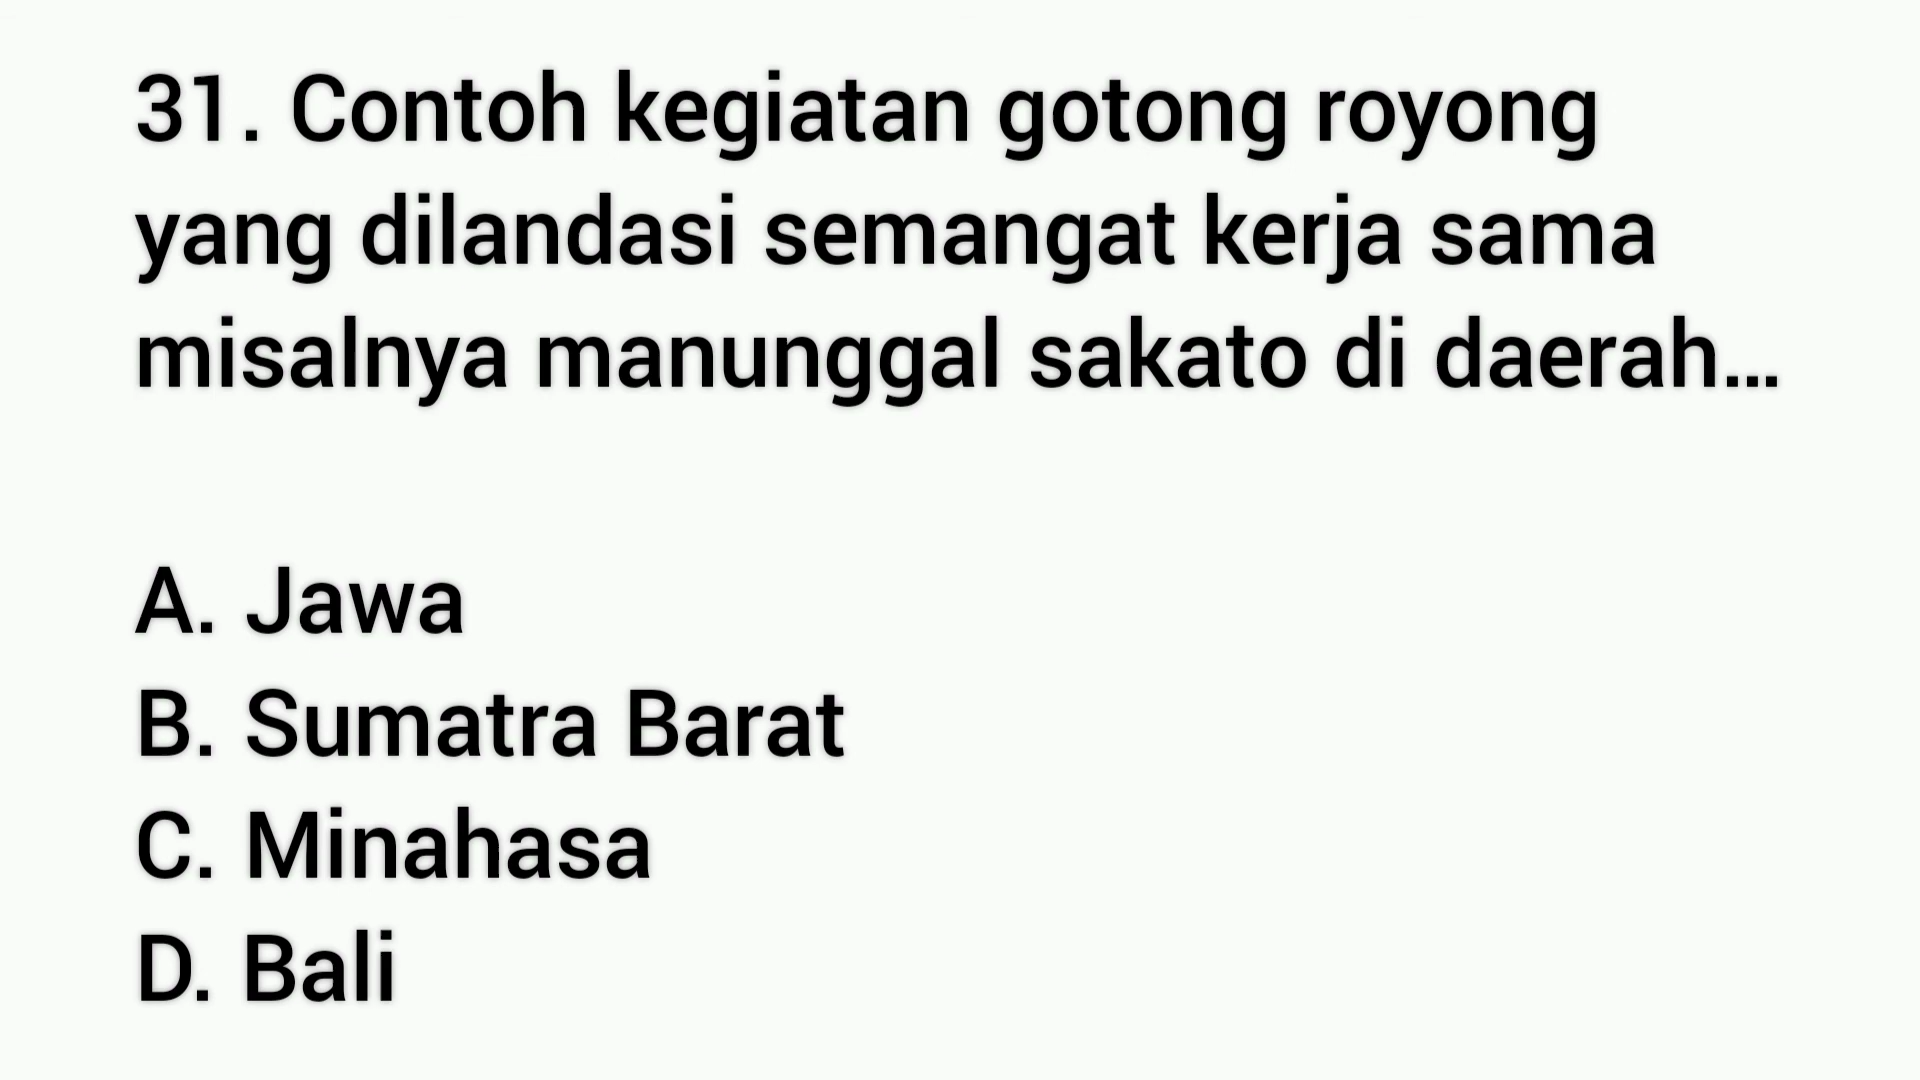 31. Contoh kegiatan gotong royong
yang dilandasi semangat kerja sama
misalnya manunggal sakato di daerah...
A. Jawa
B. Sumatra Barat
C. Minahasa
D. Bali